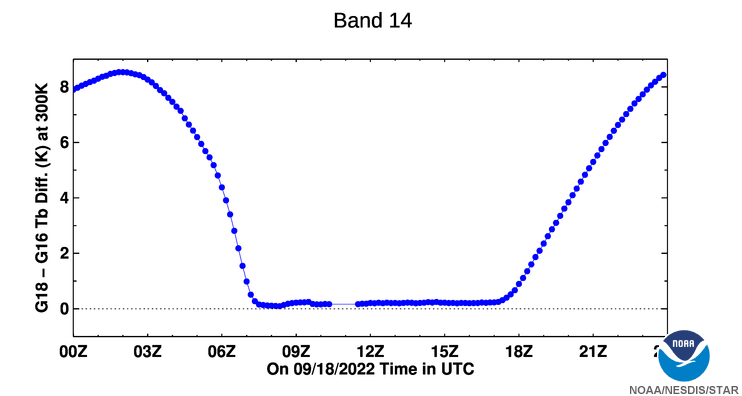 Band 14
G18 − G16 Tb Diff. (K) at 300K
8
6
4
2
0
00Z 03Z 06Z 09Z 12Z 15Z 18Z 21Z
On 09/18/2022 Time in UTC
NOAA
NOAA/NESDIS/STAR